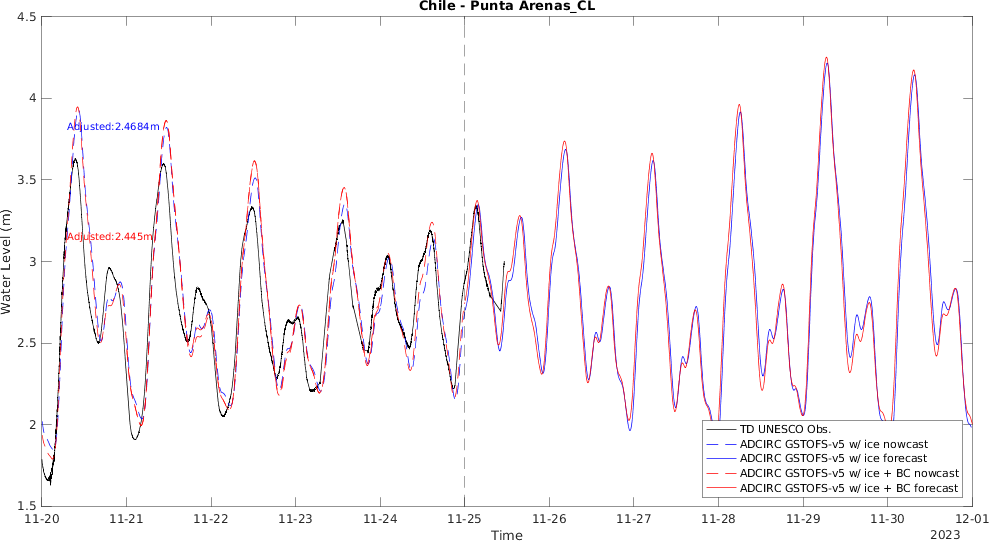 Chile - Punta Arenas_CL
4.5
4
3.5
3
2.5
2
1.5
Water Level (m)
Adjusted:2.4684m
Adjusted:2.445m
TD UNESCO Obs.
ADCIRC GSTOFS-v5 w/ ice nowcast
ADCIRC GSTOFS-v5 w/ ice forecast
ADCIRC GSTOFS-v5 w/ ice + BC nowcast
ADCIRC GSTOFS-v5 w/ ice + BC forecast
11-20 11-21 11-22 11-23 11-24 11-25 11-26 11-27 11-28 11-29 11-30 12-01
Time
2023